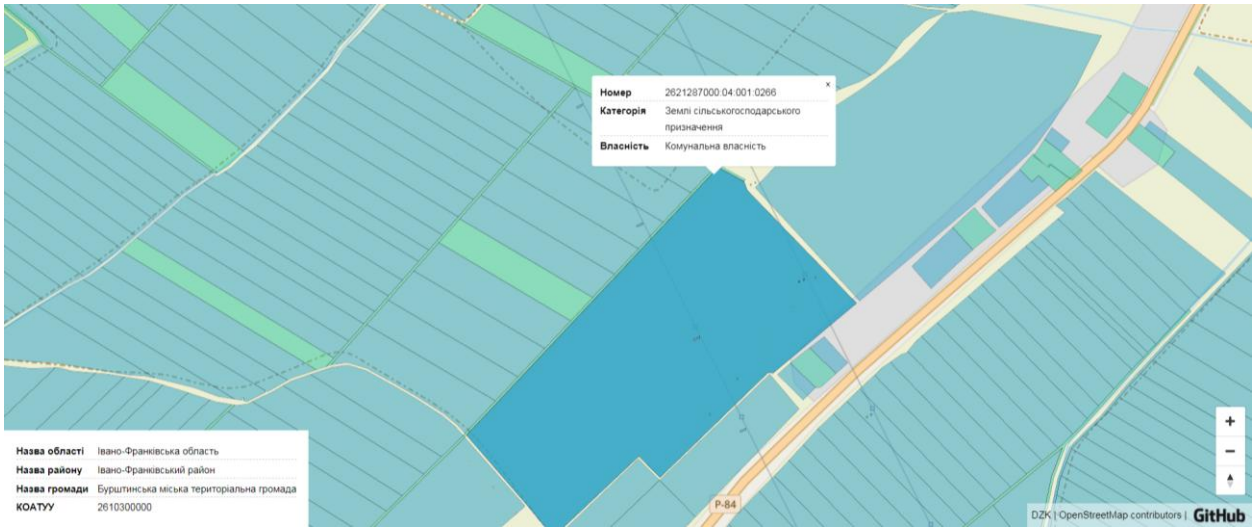 ×
Номер 2621287000:04:001:0266
Категорія Землі сільськогосподарського
призначення
Власність Комунальна власність
Назва області Івано-Франківська область
Назва району Івано-Франківський район
Назва громади Бурштинська міська територіальна громада
КОАТУУ 2610300000
Р-84
+
−
DZK | OpenStreetMap contributors | GitHub